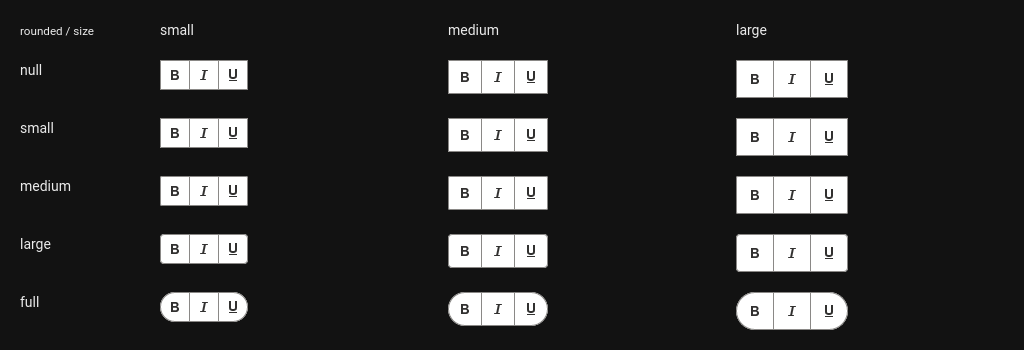 rounded / size small medium large
null B I U B I U B I U
small B I U B I U B I U
medium B I U B I U B I U
large B I U B I U B I U
full B I U B I U B I U